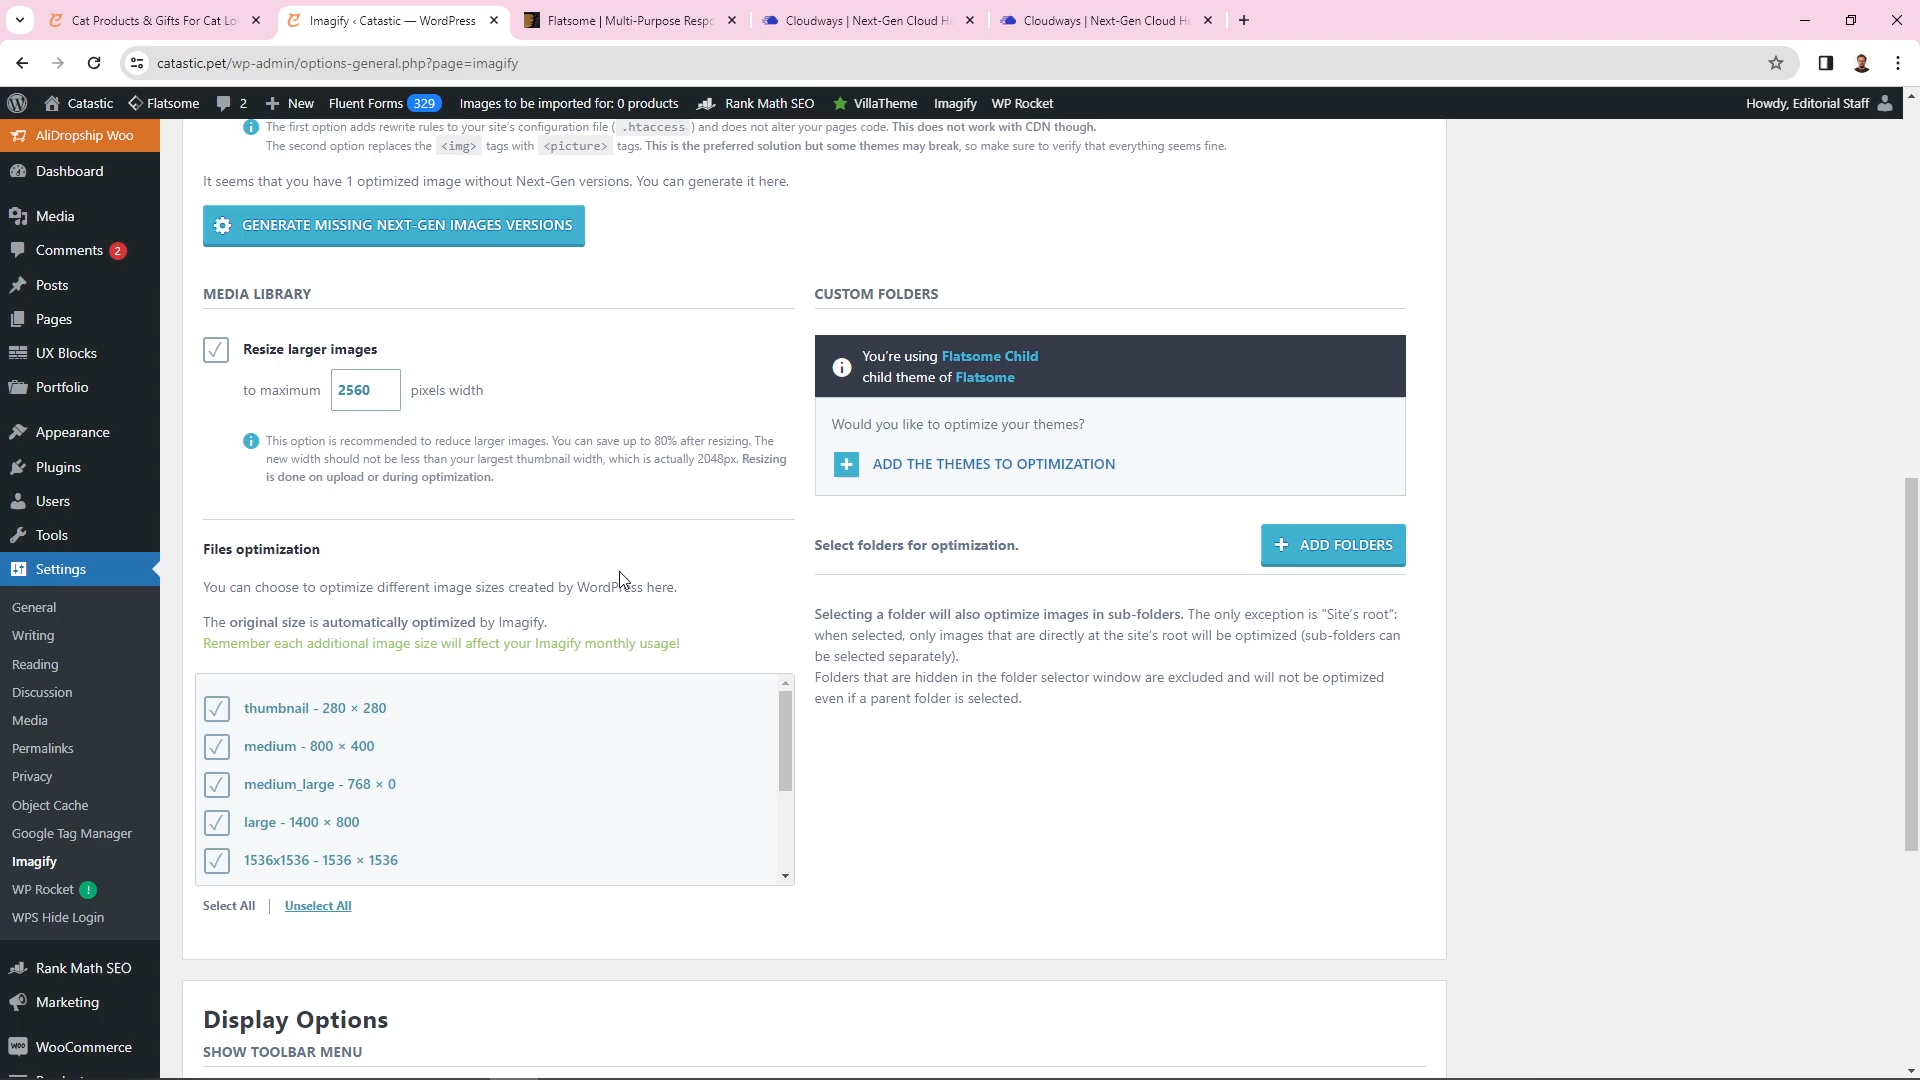 Cat Products & Gifts For Cat Lo
Imagify ‹ Catastic — WordPress
Flatsome | Multi-Purpose Respo
Cloudways | Next-Gen Cloud H
Cloudways | Next-Gen Cloud H
catastic.pet/wp-admin/options-general.php?page=imagify
Catastic
Flatsome
2
New
Fluent Forms 329
Images to be imported for: 0 products
Rank Math SEO
VillaTheme
Imagify
WP Rocket
Howdy, Editorial Staff
AliDropship Woo
Dashboard
Media
Comments 2
Posts
Pages
UX Blocks
Portfolio
Appearance
Plugins
Users
Tools
Settings
General
Writing
Reading
Discussion
Media
Permalinks
Privacy
Object Cache
Google Tag Manager
Imagify
WP Rocket !
WPS Hide Login
Rank Math SEO
Marketing
WooCommerce
The first option adds rewrite rules to your site's configuration file ( .htaccess ) and does not alter your pages code. This does not work with CDN though.
The second option replaces the <img> tags with <picture> tags. This is the preferred solution but some themes may break, so make sure to verify that everything seems fine.
It seems that you have 1 optimized image without Next-Gen versions. You can generate it here.
GENERATE MISSING NEXT-GEN IMAGES VERSIONS
MEDIA LIBRARY
Resize larger images
to maximum 2560 pixels width
This option is recommended to reduce larger images. You can save up to 80% after resizing. The
new width should not be less than your largest thumbnail width, which is actually 2048px. Resizing
is done on upload or during optimization.
Files optimization
You can choose to optimize different image sizes created by WordPress here.
The original size is automatically optimized by Imagify.
Remember each additional image size will affect your Imagify monthly usage!
thumbnail - 280 × 280
medium - 800 × 400
medium_large - 768 × 0
large - 1400 × 800
1536x1536 - 1536 × 1536
Select All | Unselect All
CUSTOM FOLDERS
You're using Flatsome Child
child theme of Flatsome
Would you like to optimize your themes?
ADD THE THEMES TO OPTIMIZATION
Select folders for optimization.
ADD FOLDERS
Selecting a folder will also optimize images in sub-folders. The only exception is "Site's root":
when selected, only images that are directly at the site's root will be optimized (sub-folders can
be selected separately).
Folders that are hidden in the folder selector window are excluded and will not be optimized
even if a parent folder is selected.
Display Options
SHOW TOOLBAR MENU